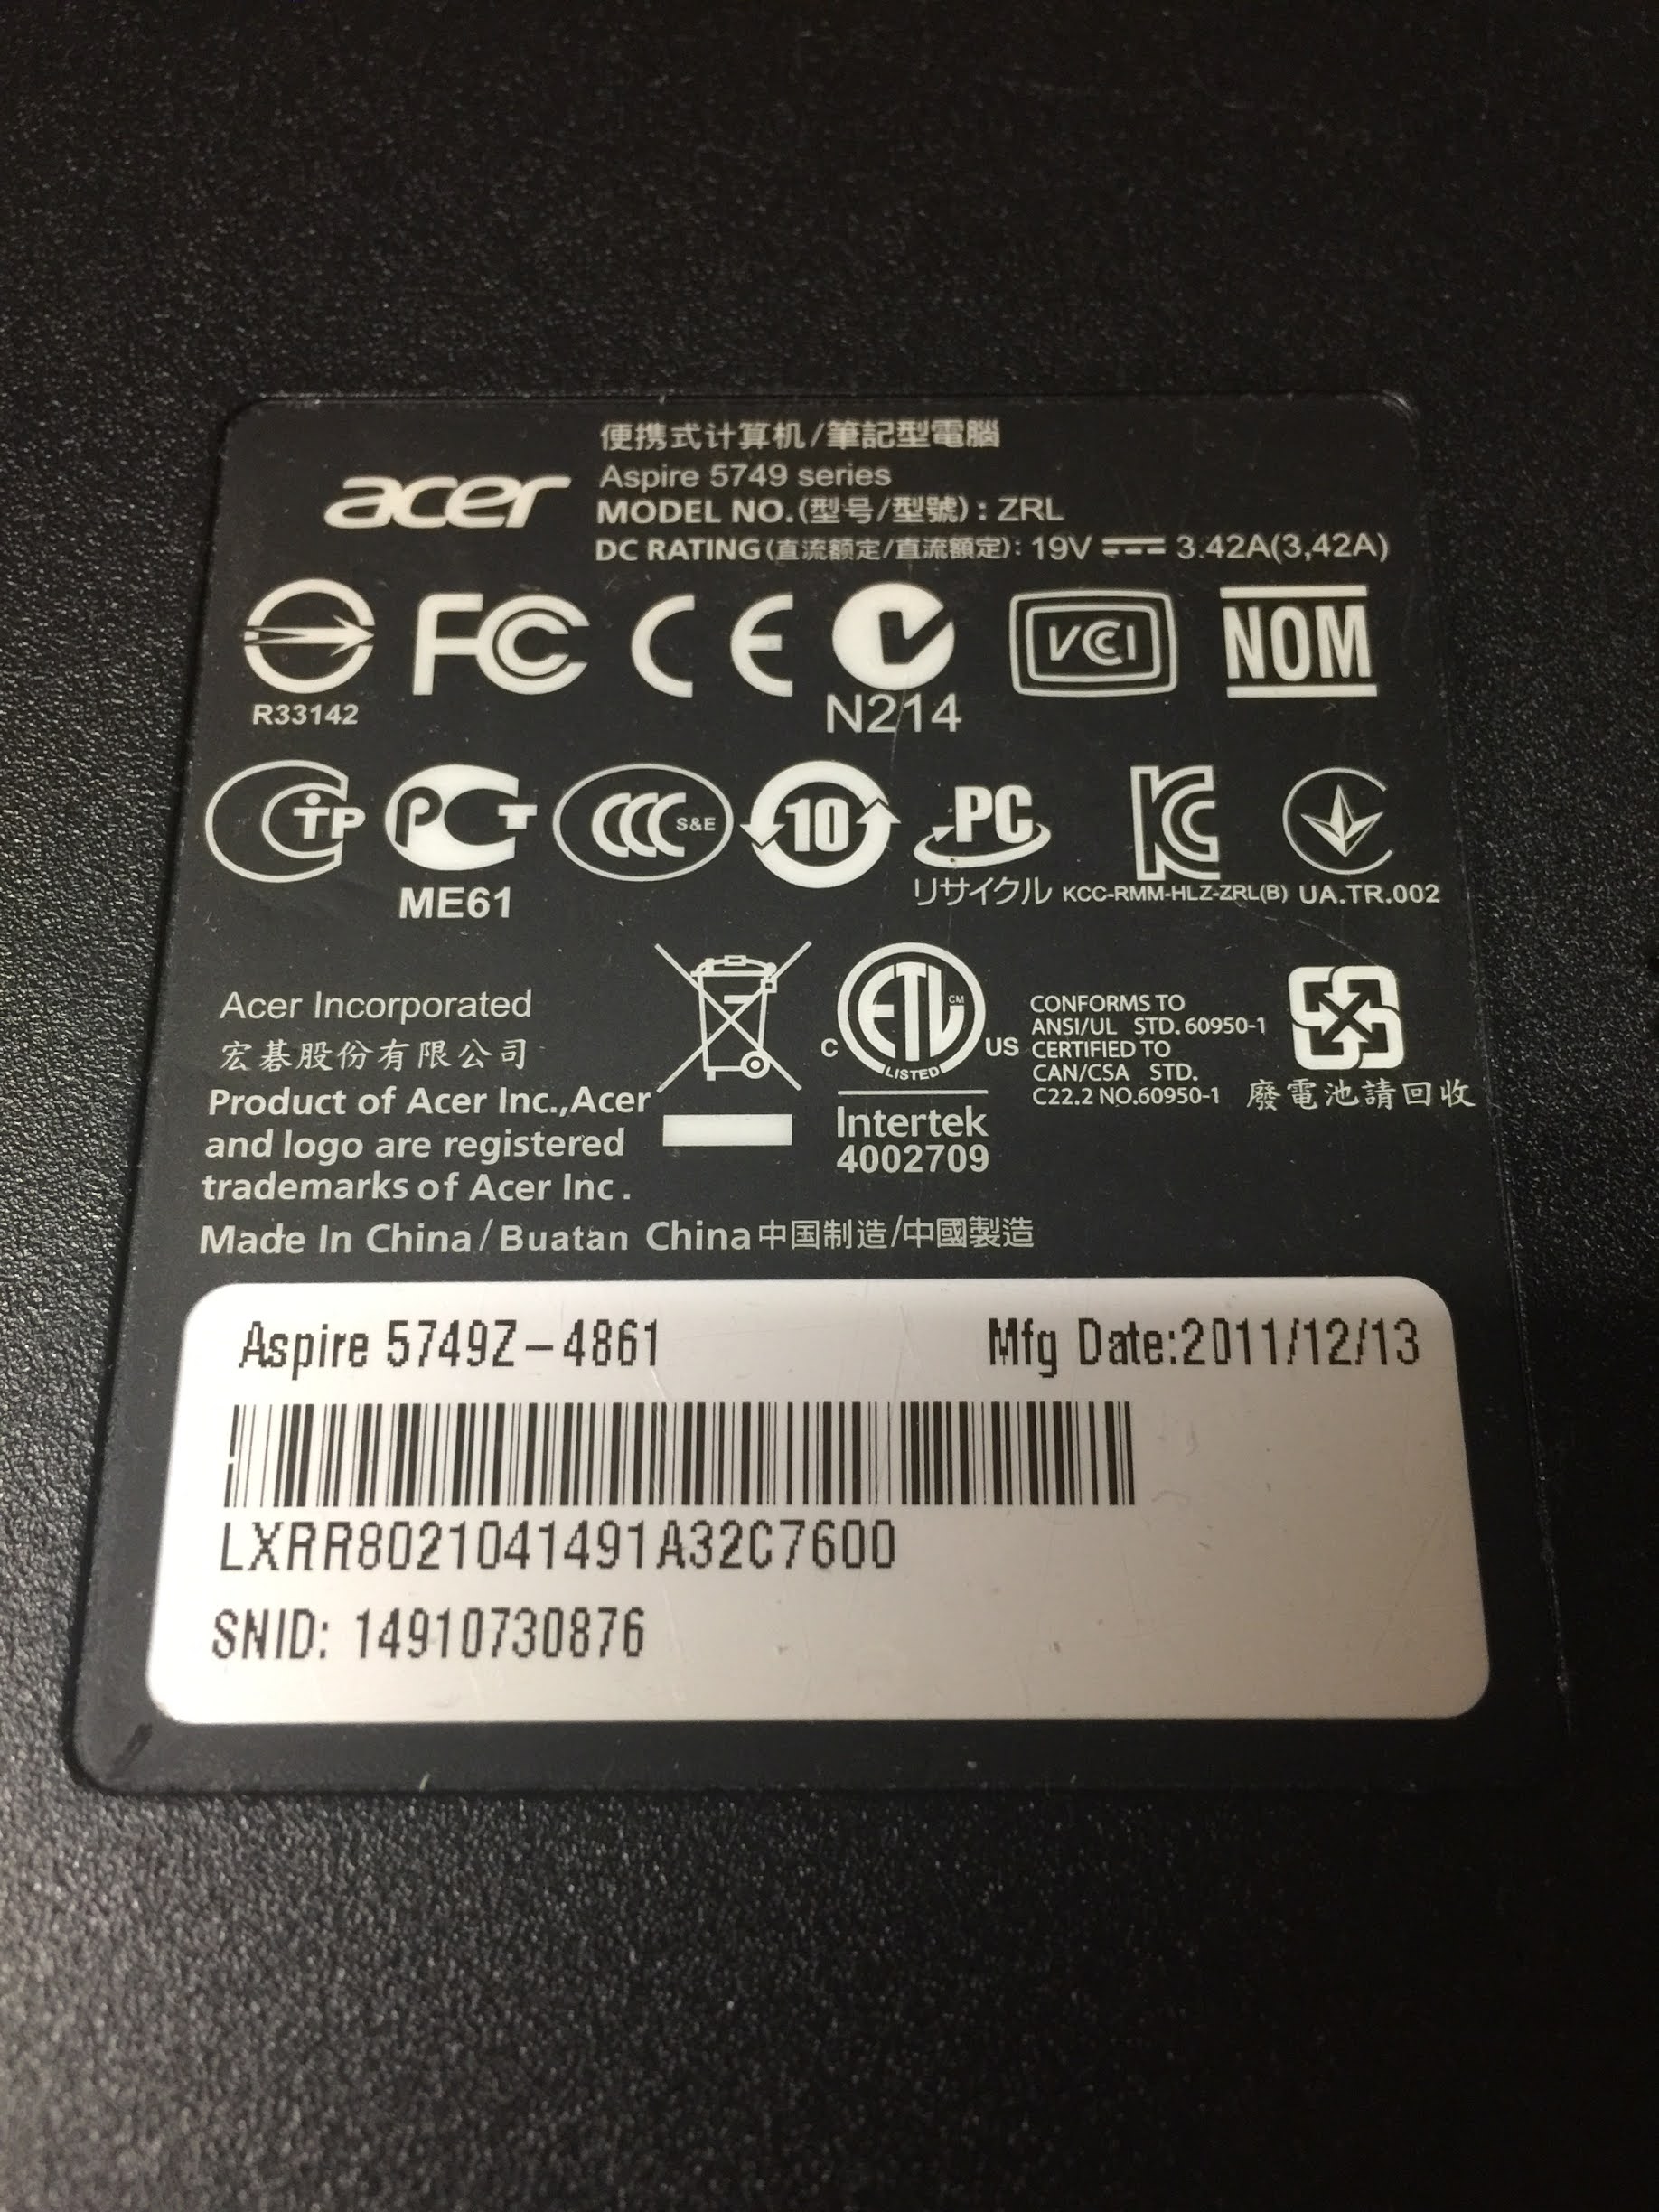 便携式计算机/筆記型電腦
acer
Aspire 5749 series
MODEL NO.(型号/型號): ZRL
DC RATING(直流额定/直流額定): 19V 3.42A(3,42A)
R33142
FC
CE
N214
VCI
NOM
ME61
CCC S&E
10
PC
リサイクル
KCC-RMM-HLZ-ZRL(B)
UA.TR.002
Acer Incorporated
宏碁股份有限公司
Product of Acer Inc.,Acer
and logo are registered
trademarks of Acer Inc.
C ETL CM US
LISTED
Intertek
4002709
CONFORMS TO
ANSI/UL STD.60950-1
CERTIFIED TO
CAN/CSA STD.
C22.2 NO.60950-1
廢電池請回收
Made In China/Buatan China中国制造/中國製造
Aspire 5749Z-4861
Mfg Date:2011/12/13
LXRR8021041491A32C7600
SNID: 14910730876